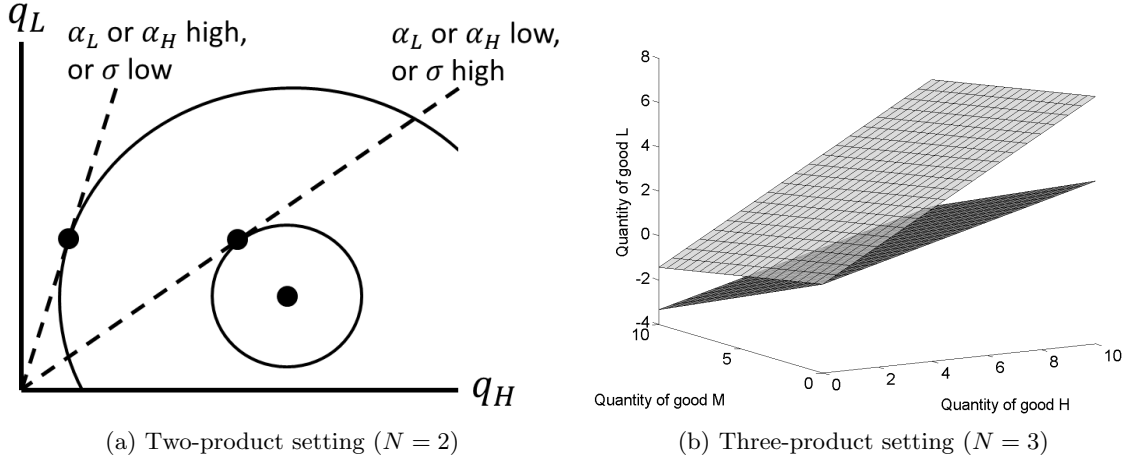 q_L
α_L or α_H high,
or σ low
α_L or α_H low,
or σ high
q_H
(a) Two-product setting (N = 2)
8
6
4
2
0
-2
-4
Quantity of good L
10
5
0
Quantity of good M
0
2
4
6
8
10
Quantity of good H
(b) Three-product setting (N = 3)